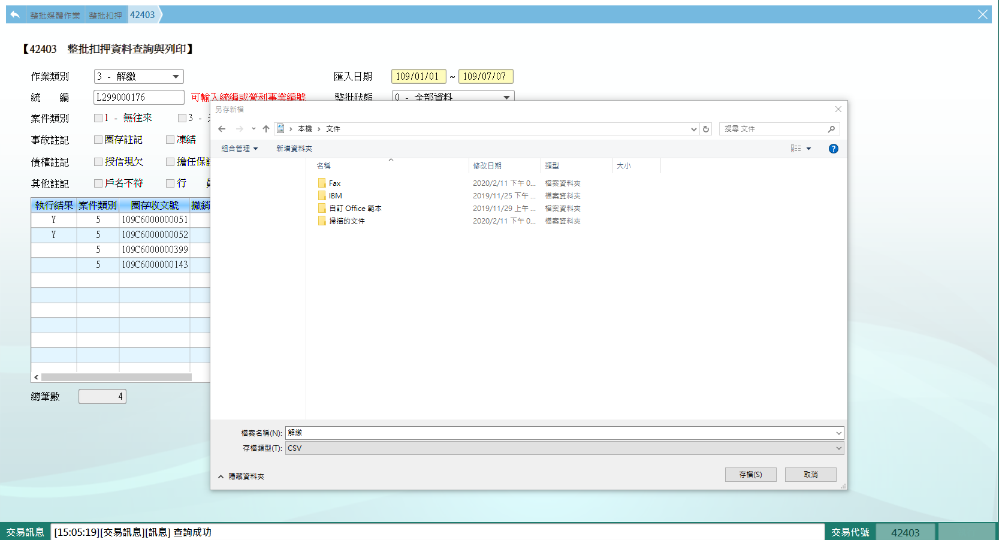 整批媒體作業 整批扣押 42403
【42403 整批扣押資料查詢與列印】
作業類別 3 - 解繳 匯入日期 109/01/01 ~ 109/07/07
統 編 L299000176 可輸入統編或營利事業編號 整批狀態 0 - 全部資料
案件類別 1 - 無往來 3 -
事故註記 圈存註記 凍結
債權註記 授信現欠 擔任保
其他註記 戶名不符 行
執行結果 案件類別 圈存收文號 撤銷
Y 5 109C6000000051
Y 5 109C6000000052
5 109C6000000399
5 109C6000000143
總筆數 4
另存新檔
本機 › 文件 搜尋 文件
組合管理 新增資料夾
名稱 修改日期 類型 大小
Fax 2020/2/11 下午 0... 檔案資料夾
IBM 2019/11/25 下午 ... 檔案資料夾
自訂 Office 範本 2019/11/29 上午 ... 檔案資料夾
掃描的文件 2020/2/11 下午 0... 檔案資料夾
檔案名稱(N): 解繳
存檔類型(T): CSV
隱藏資料夾 存檔(S) 取消
交易訊息 [15:05:19][交易訊息][訊息] 查詢成功 交易代號 42403